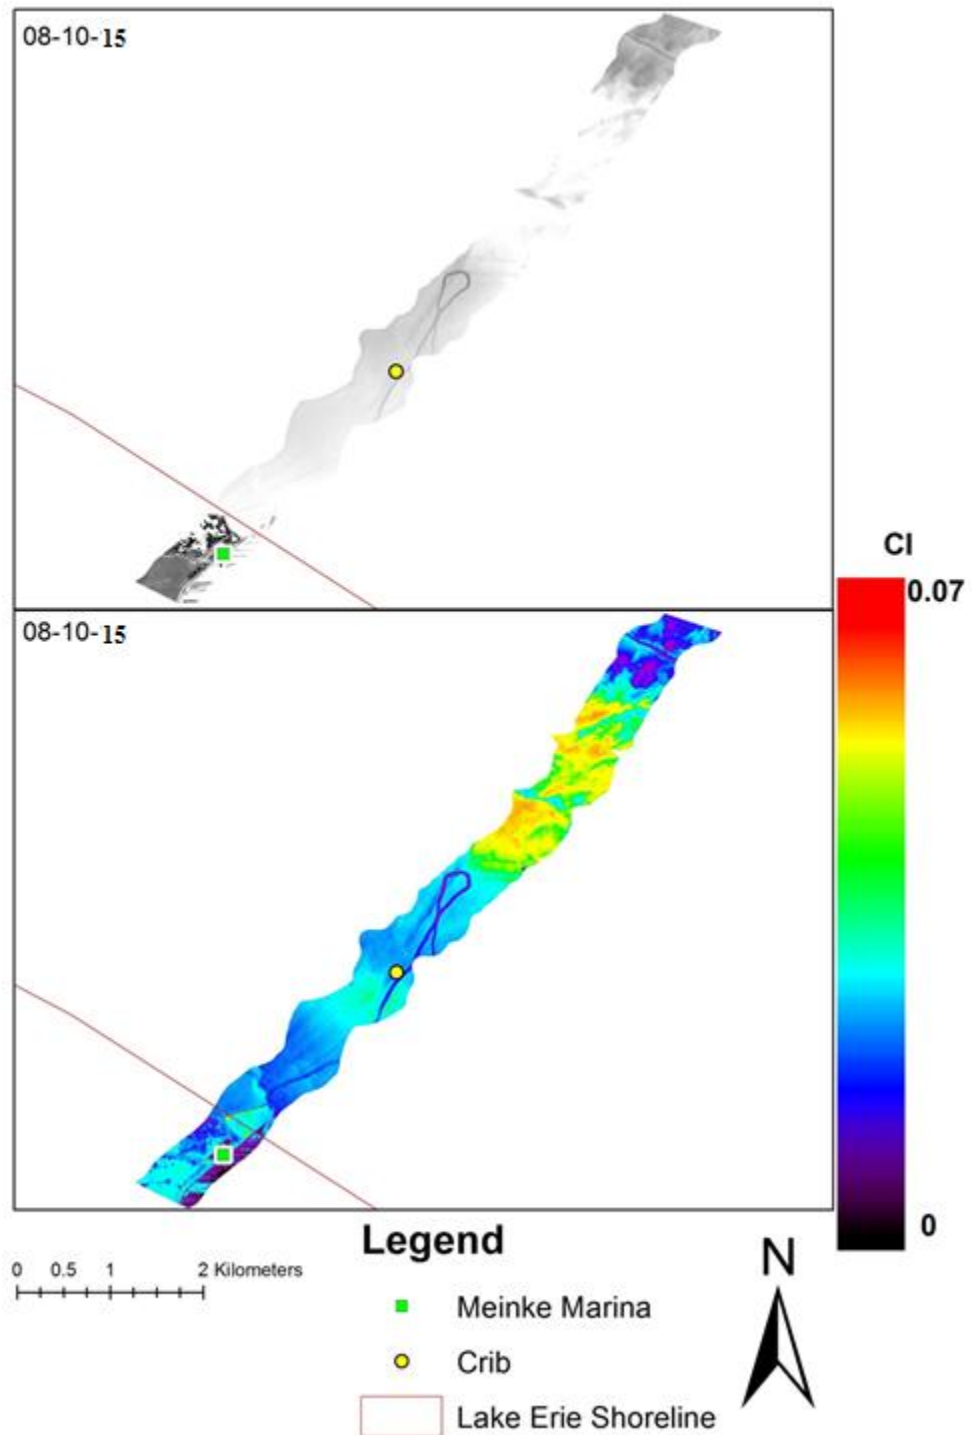 08-10-15
08-10-15
CI
0.07
0
Legend
0 0.5 1 2 Kilometers
N
Meinke Marina
Crib
Lake Erie Shoreline